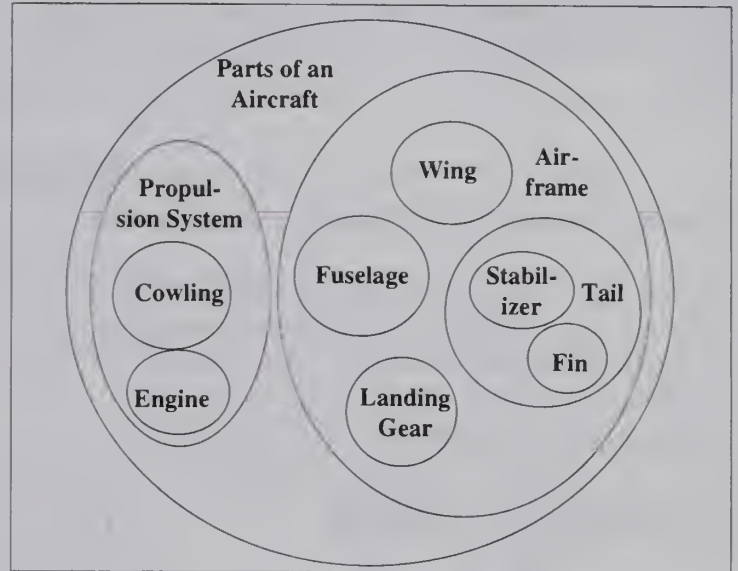 Parts of an
Aircraft
Propul-
sion System
Cowling
Engine
Wing
Air-
frame
Fuselage
Stabil-
izer
Tail
Fin
Landing
Gear